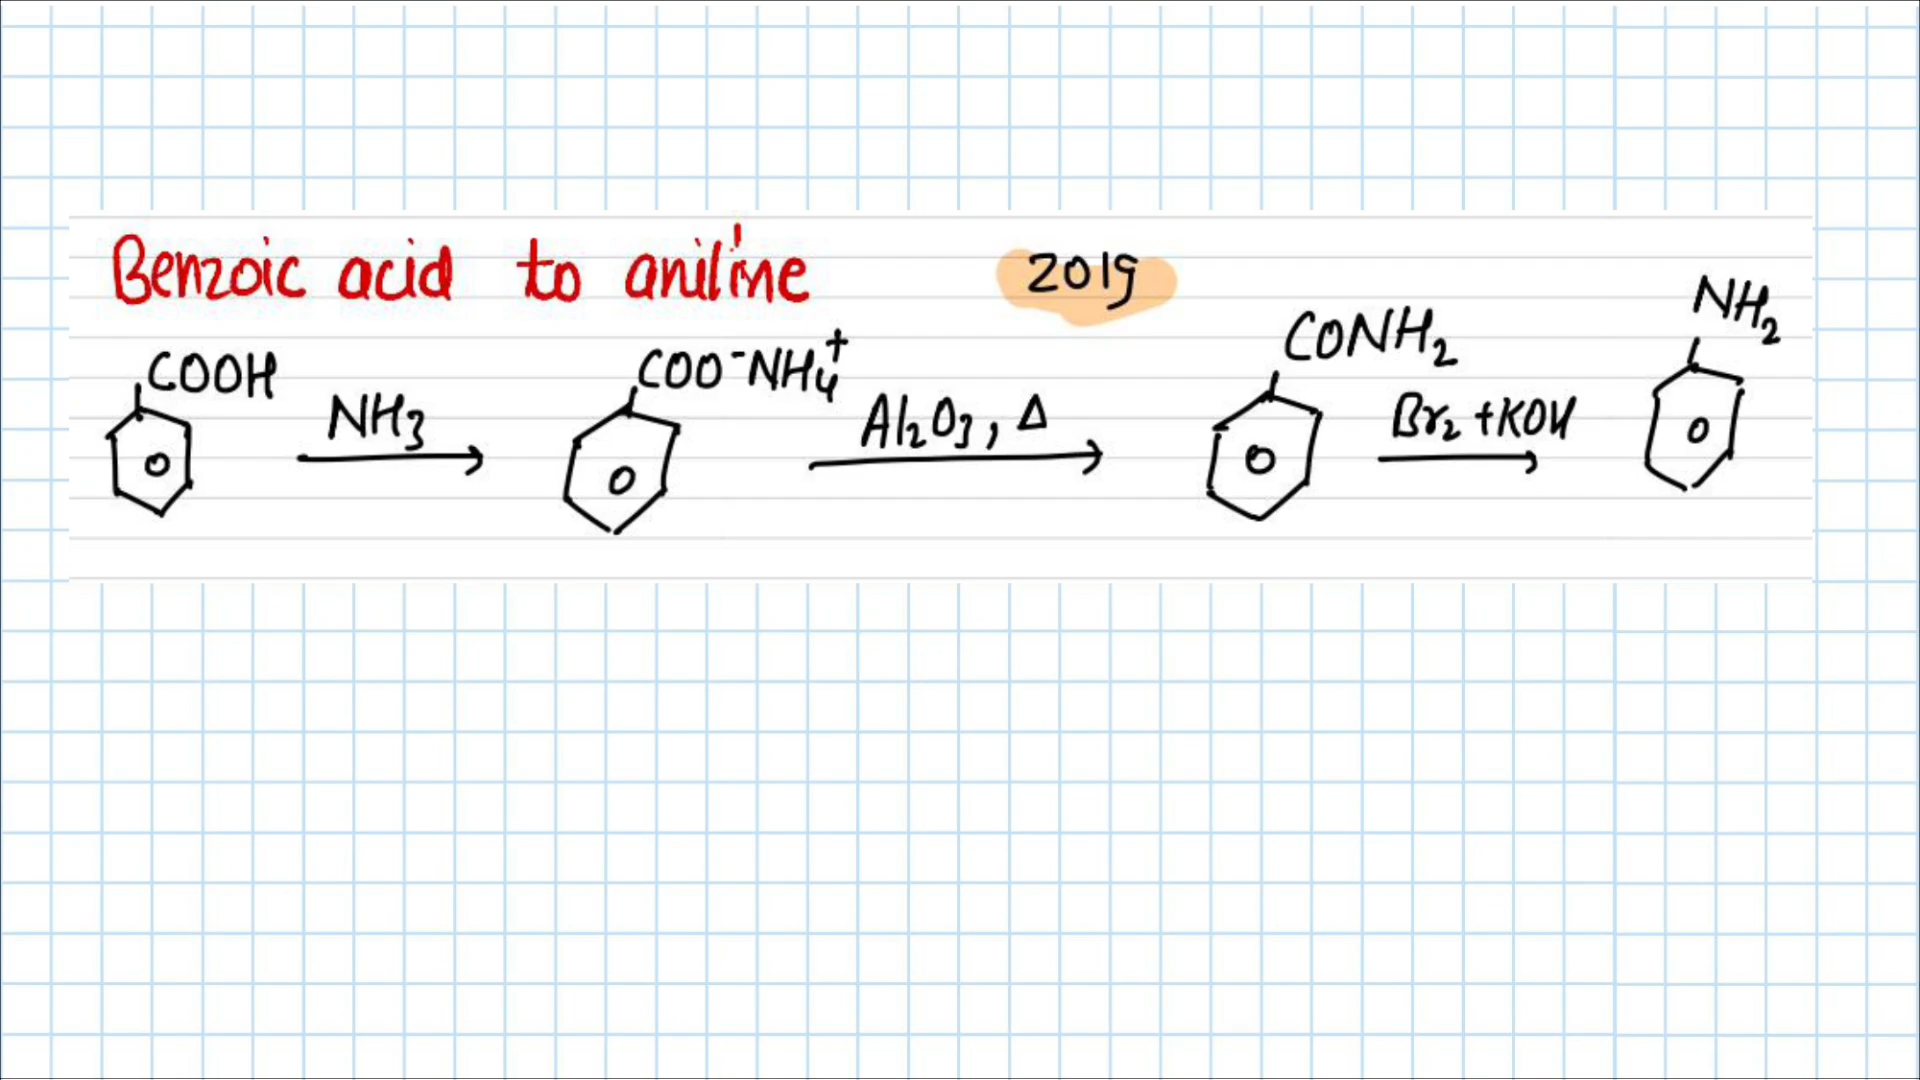 Benzoic acid to aniline 2019
COOH NH₃ COO⁻NH₄⁺ Al₂O₃, Δ CONH₂ Br₂ + KOH NH₂